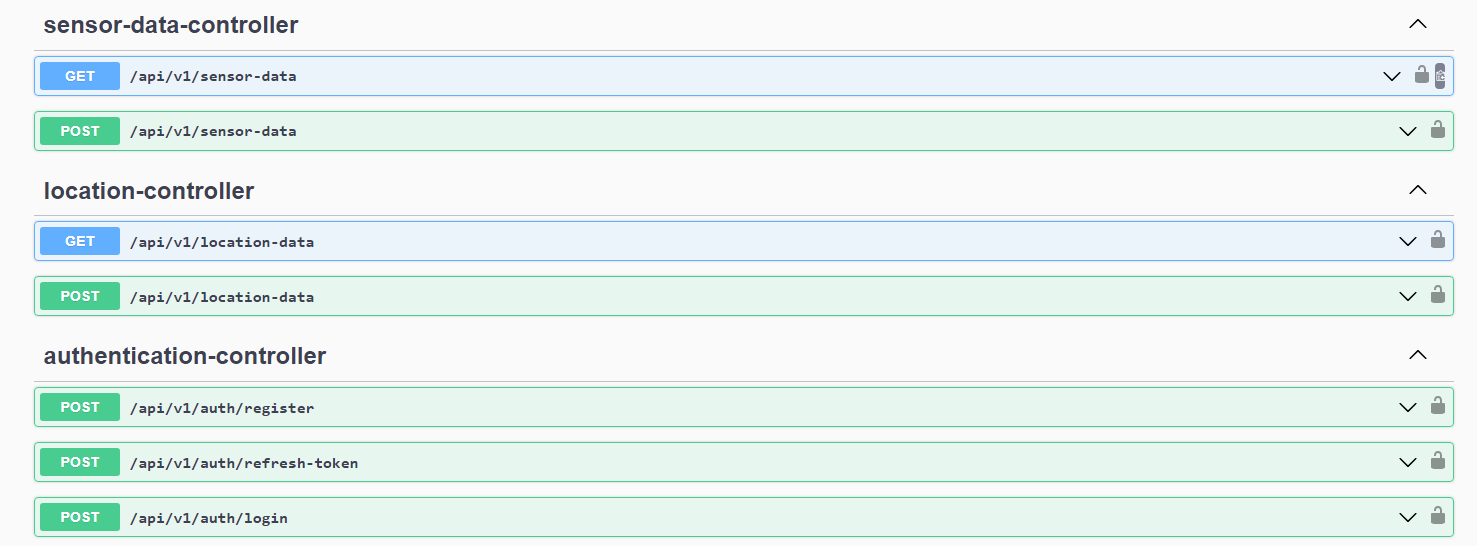 sensor-data-controller
GET /api/v1/sensor-data
POST /api/v1/sensor-data
location-controller
GET /api/v1/location-data
POST /api/v1/location-data
authentication-controller
POST /api/v1/auth/register
POST /api/v1/auth/refresh-token
POST /api/v1/auth/login